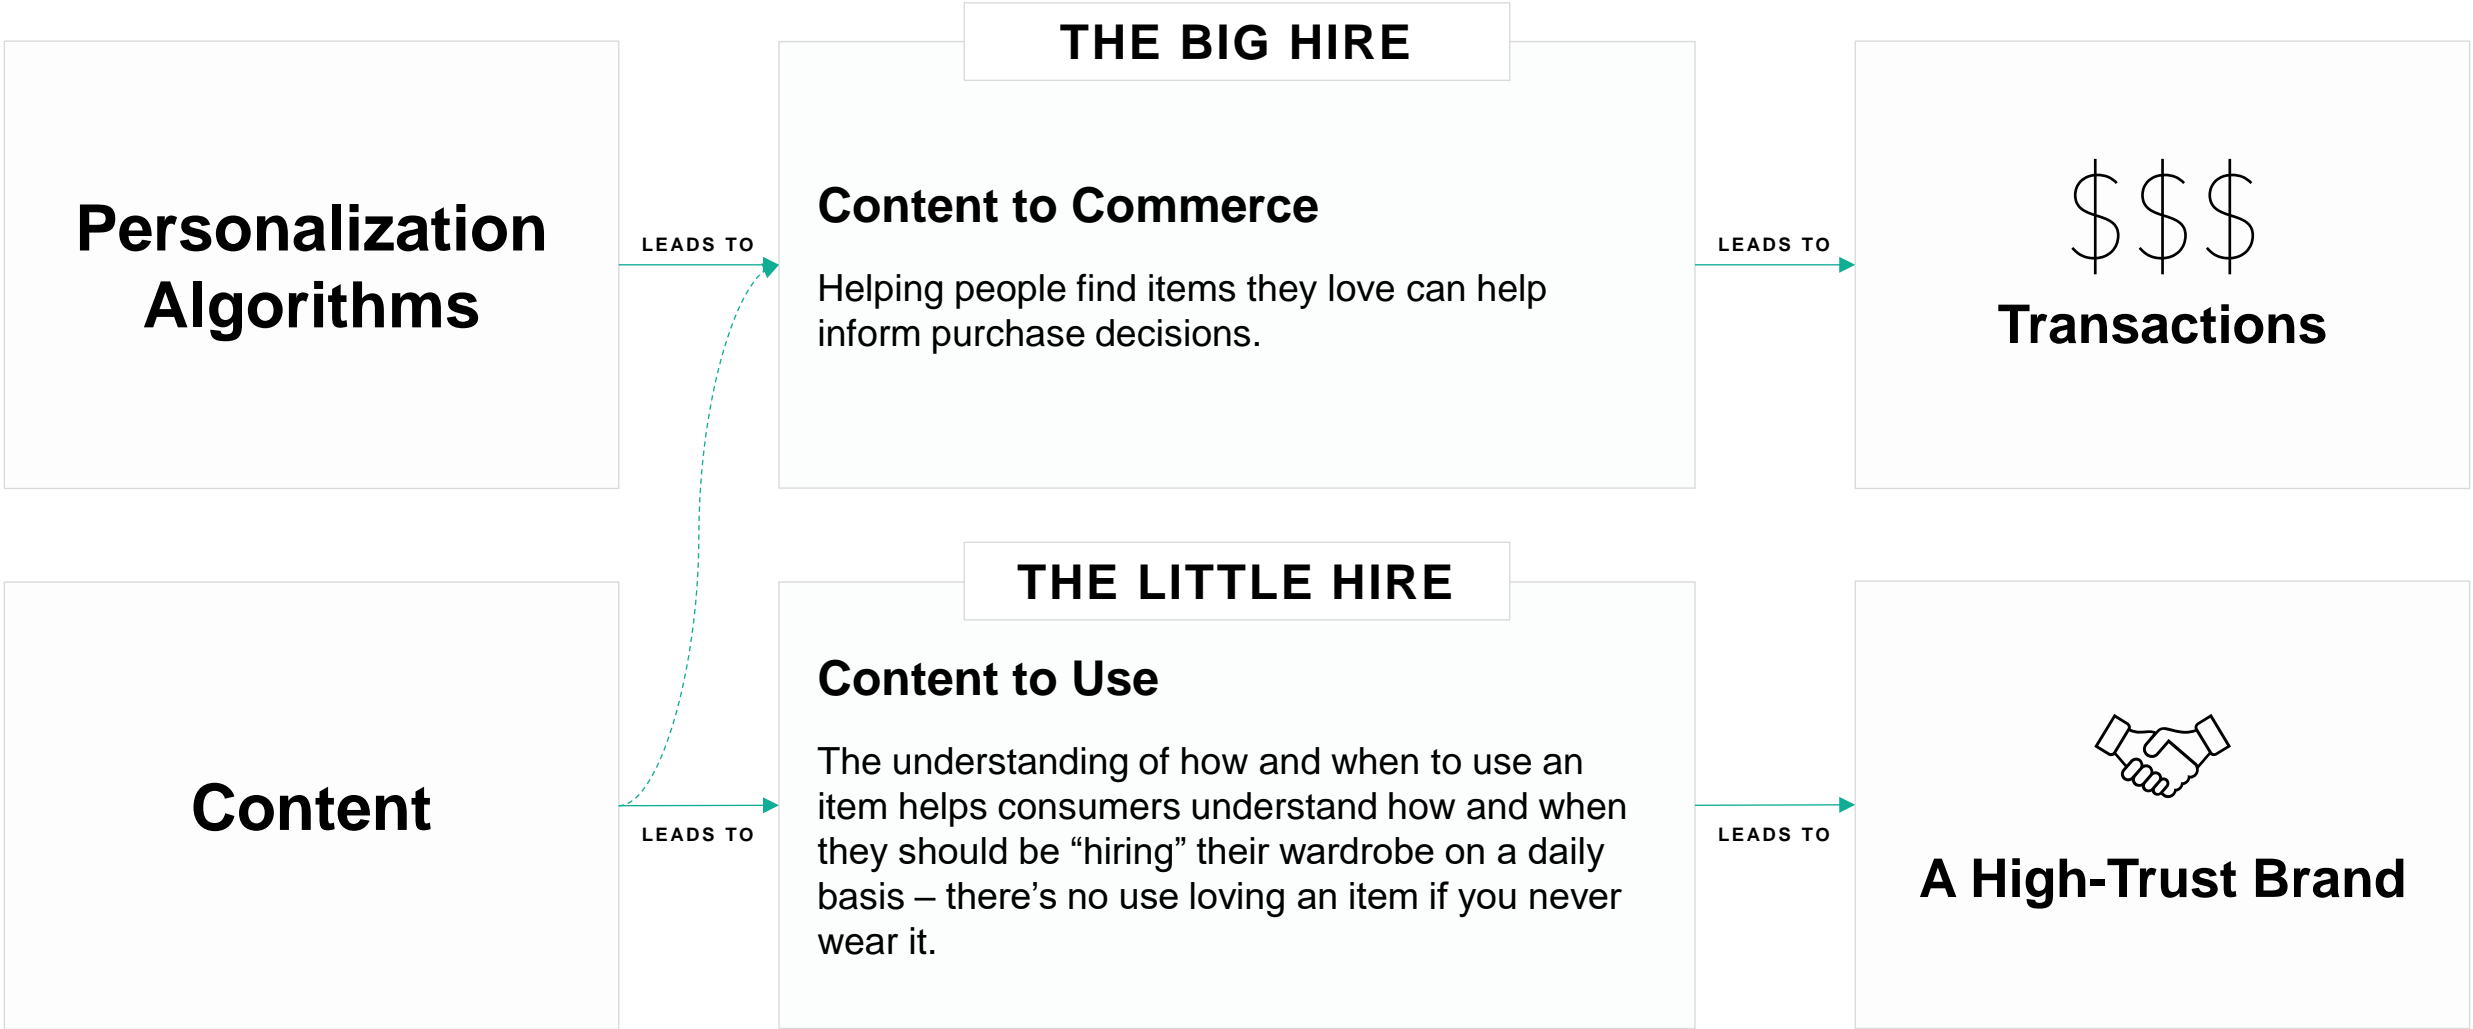 THE BIG HIRE
Personalization
Algorithms
LEADS TO
Content to Commerce
Helping people find items they love can help
inform purchase decisions.
LEADS TO
$$$
Transactions
THE LITTLE HIRE
Content
LEADS TO
Content to Use
The understanding of how and when to use an
item helps consumers understand how and when
they should be “hiring” their wardrobe on a daily
basis – there’s no use loving an item if you never
wear it.
LEADS TO
A High-Trust Brand